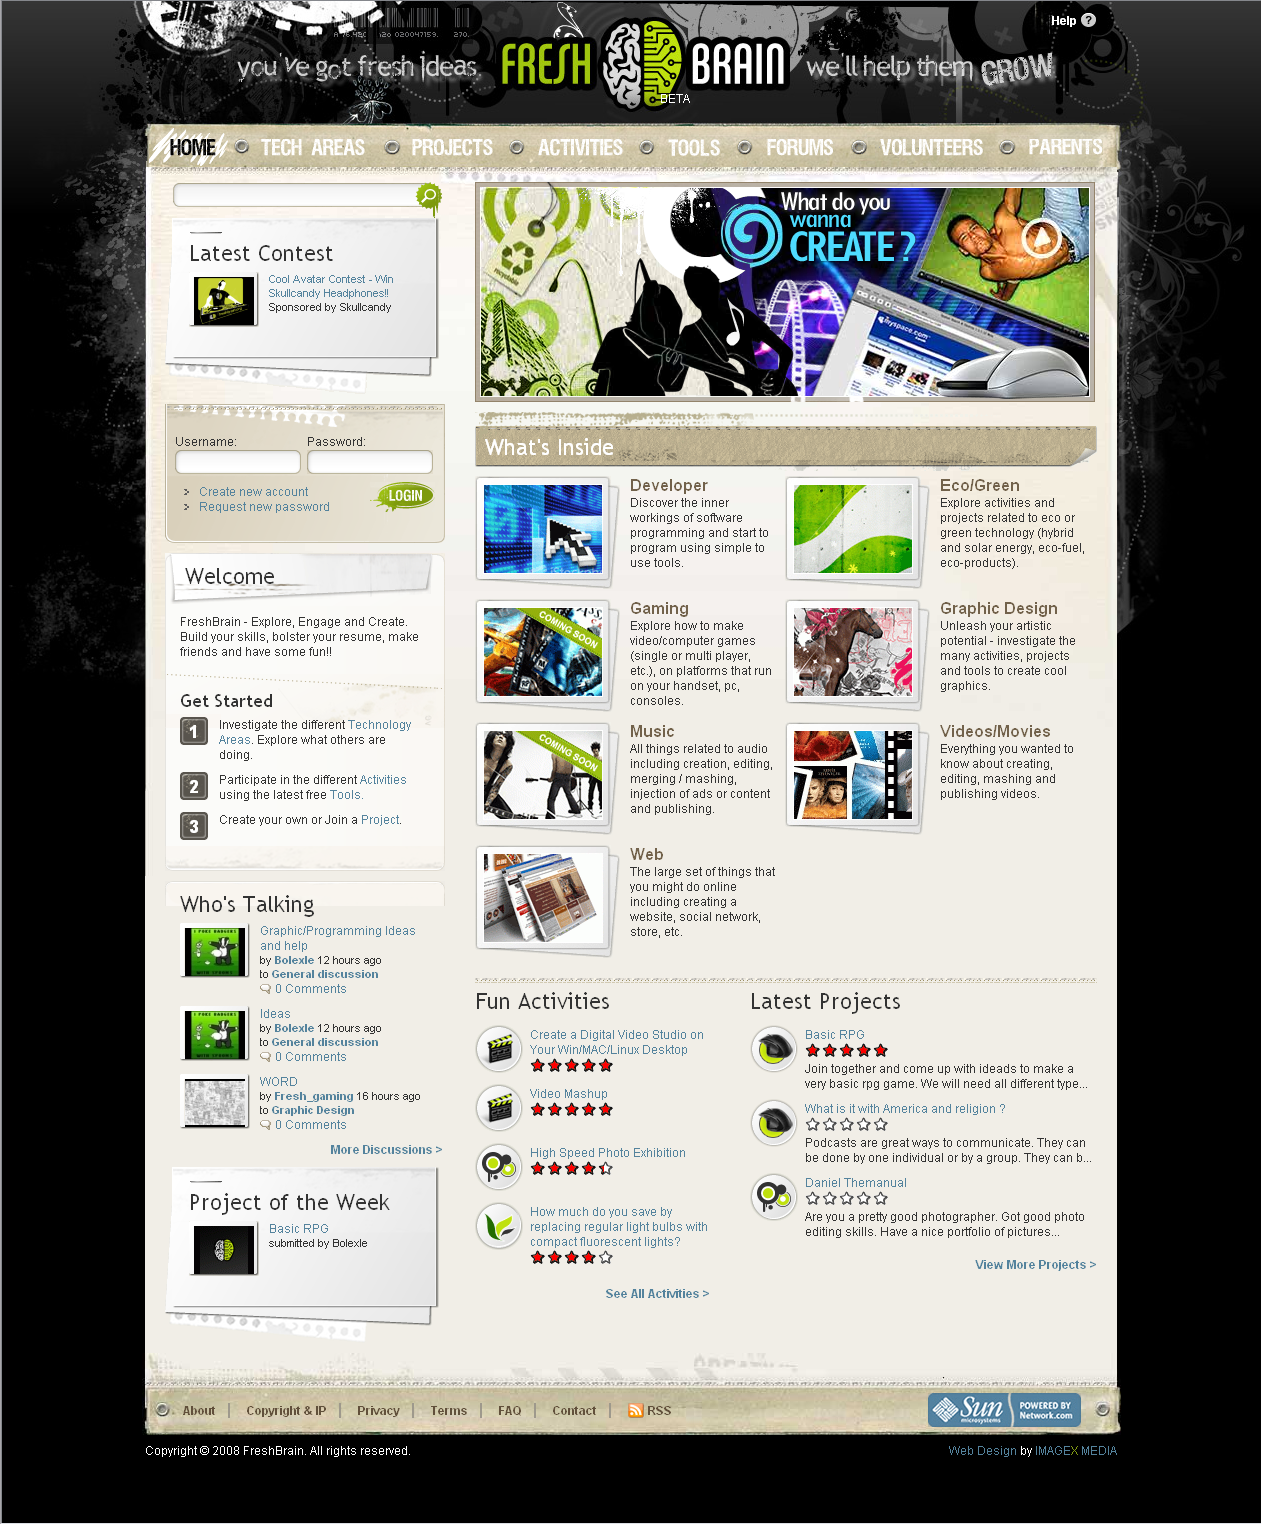 Help ?
you've got fresh ideas. FRESH BRAIN we'll help them GROW
BETA
HOME TECH AREAS PROJECTS ACTIVITIES TOOLS FORUMS VOLUNTEERS PARENTS
Latest Contest
Cool Avatar Contest - Win
Skullcandy Headphones!!
Sponsored by Skullcandy
What do you
wanna
CREATE?
recyclable
myspace.com
Username: Password:
Create new account
Request new password
LOGIN
Welcome
FreshBrain - Explore, Engage and Create.
Build your skills, bolster your resume, make
friends and have some fun!!
Get Started
1 Investigate the different Technology
Areas. Explore what others are
doing.
2 Participate in the different Activities
using the latest free Tools.
3 Create your own or Join a Project.
Who's Talking
Graphic/Programming Ideas
and help
by Bolexle 12 hours ago
to General discussion
0 Comments
Ideas
by Bolexle 12 hours ago
to General discussion
0 Comments
WORD
by Fresh_gaming 16 hours ago
to Graphic Design
0 Comments
More Discussions >
Project of the Week
Basic RPG
submitted by Bolexle
What's Inside
Developer
Discover the inner
workings of software
programming and start to
program using simple to
use tools.
Eco/Green
Explore activities and
projects related to eco or
green technology (hybrid
and solar energy, eco-fuel,
eco-products).
COMING SOON
Gaming
Explore how to make
video/computer games
(single or multi player,
etc.), on platforms that run
on your handset, pc,
consoles.
Graphic Design
Unleash your artistic
potential - investigate the
many activities, projects
and tools to create cool
graphics.
COMING SOON
Music
All things related to audio
including creation, editing,
merging / mashing,
injection of ads or content
and publishing.
Videos/Movies
Everything you wanted to
know about creating,
editing, mashing and
publishing videos.
Web
The large set of things that
you might do online
including creating a
website, social network,
store, etc.
Fun Activities
Create a Digital Video Studio on
Your Win/MAC/Linux Desktop
Video Mashup
High Speed Photo Exhibition
How much do you save by
replacing regular light bulbs with
compact fluorescent lights?
See All Activities >
Latest Projects
Basic RPG
Join together and come up with ideads to make a
very basic rpg game. We will need all different type...
What is it with America and religion ?
Podcasts are great ways to communicate. They can
be done by one individual or by a group. They can b...
Daniel Themanual
Are you a pretty good photographer. Got good photo
editing skills. Have a nice portfolio of pictures...
View More Projects >
About | Copyright & IP | Privacy | Terms | FAQ | Contact | RSS
Sun microsystems POWERED BY
Network.com
Copyright © 2008 FreshBrain. All rights reserved.
Web Design by IMAGEX MEDIA